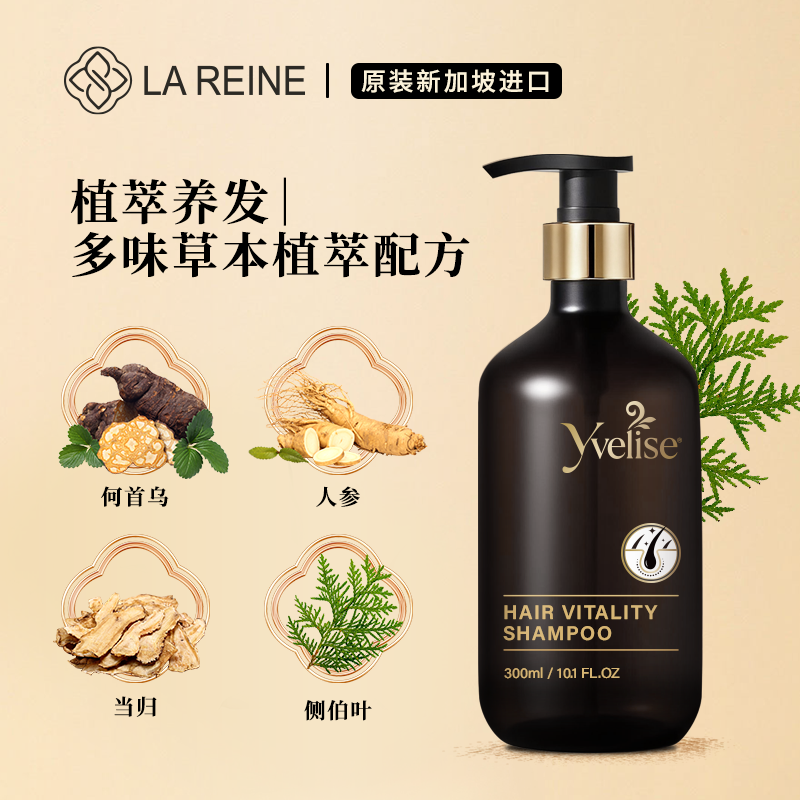 LA REINE | 原装新加坡进口
植萃养发|
多味草本植萃配方
何首乌
人参
当归
侧伯叶
Yvelise®
HAIR VITALITY
SHAMPOO
300ml / 10.1 FL.OZ